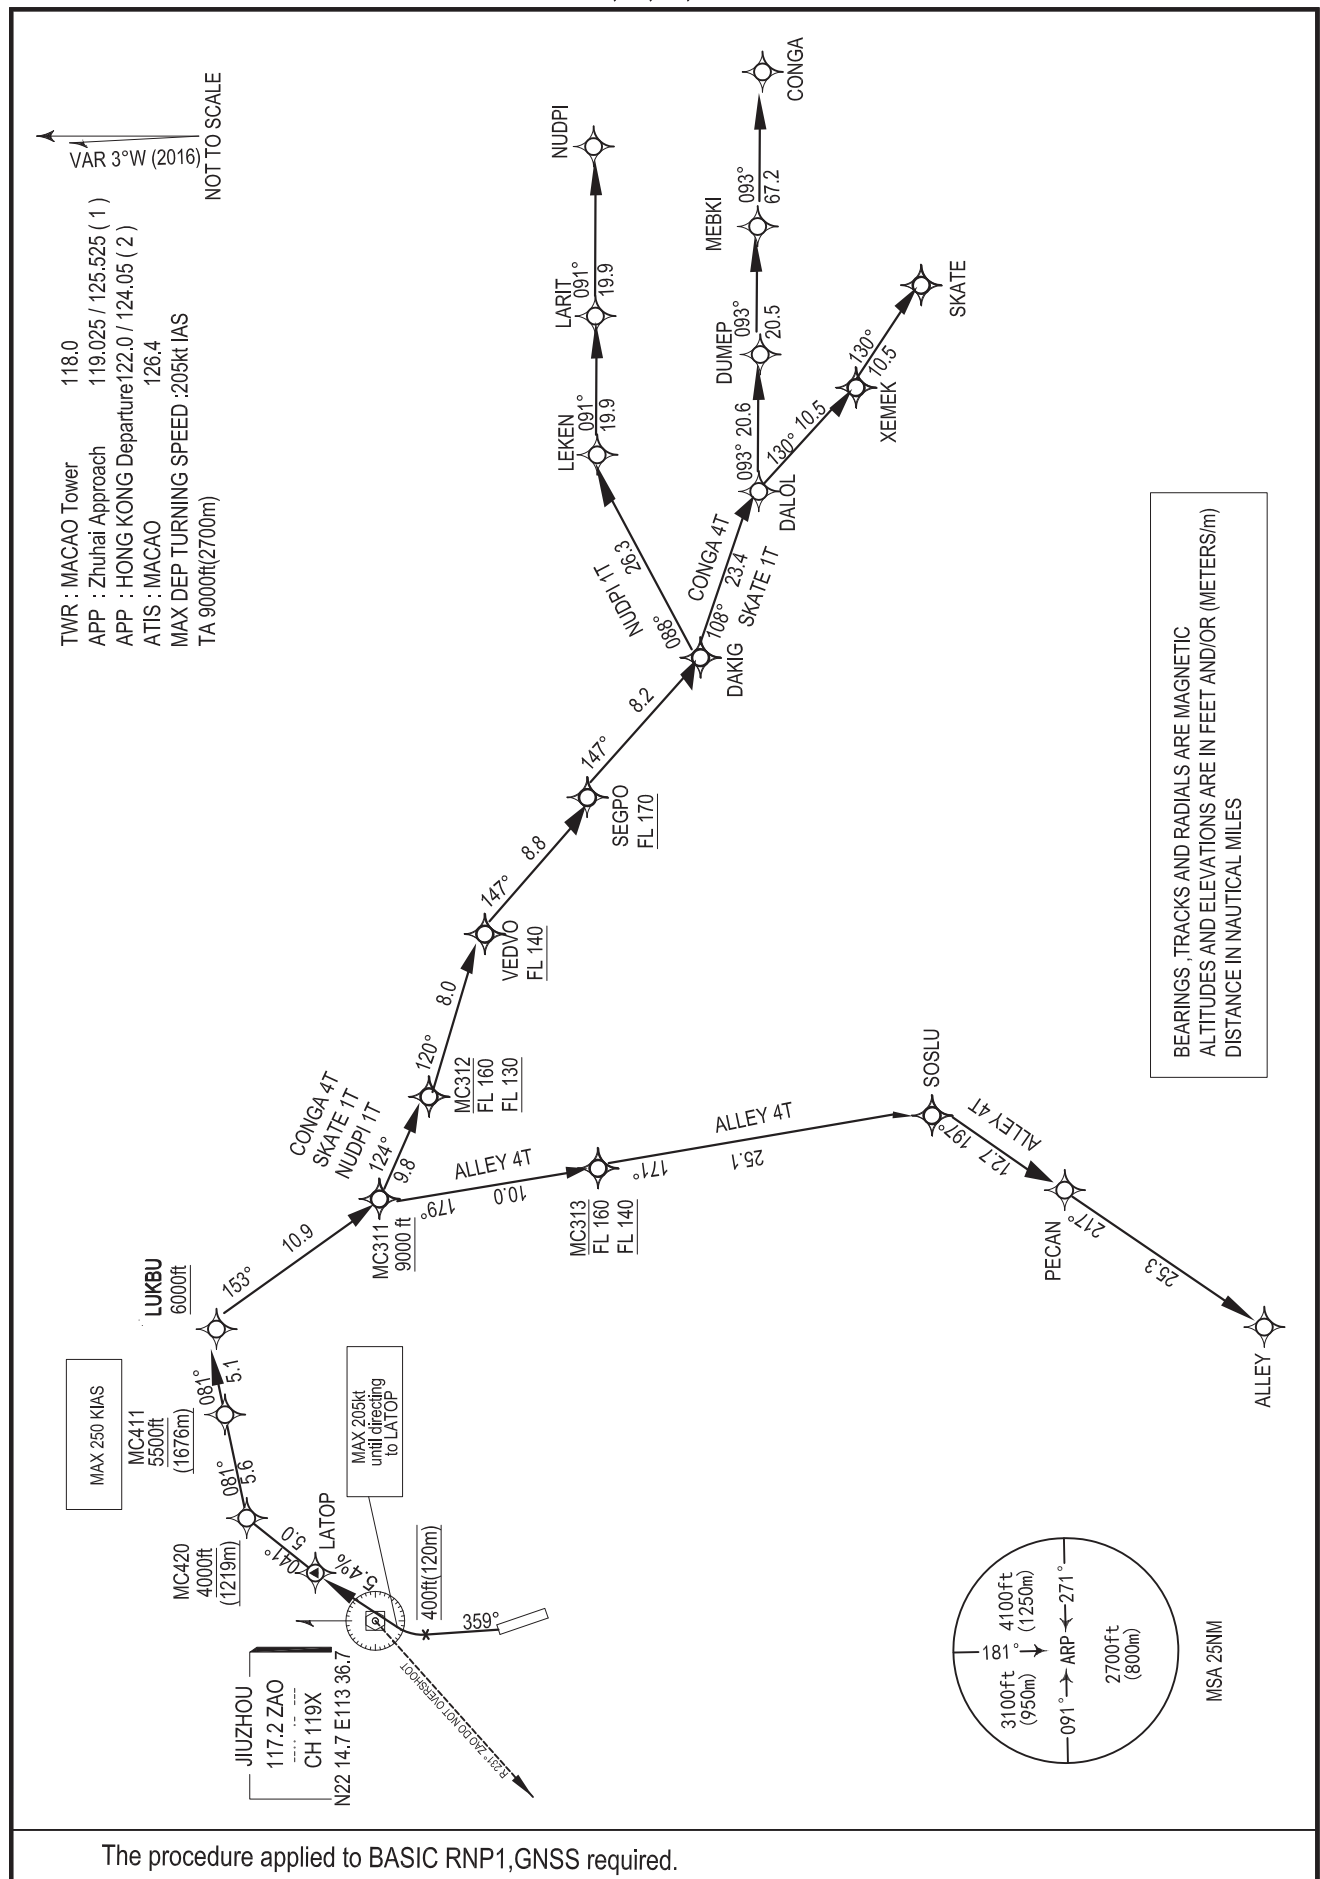 VAR 3°W (2016)
NOT TO SCALE
TWR : MACAO Tower 118.0
APP : Zhuhai Approach 119.025 / 125.525 ( 1 )
APP : HONG KONG Departure122.0 / 124.05 ( 2 )
ATIS : MACAO 126.4
MAX DEP TURNING SPEED :205kt IAS
TA 9000ft(2700m)
JIUZHOU
117.2 ZAO
CH 119X
N22 14.7 E113 36.7
359°
400ft(120m)
R 231° ZAO DO NOT OVERSHOOT
MAX 205kt
until directing
to LATOP
5.4%
LATOP
041°
5.0
MC420
4000ft
(1219m)
081°
5.6
MAX 250 KIAS
MC411
5500ft
(1676m)
081°
5.1
LUKBU
6000ft
153°
10.9
MC311
9000 ft
CONGA 4T
SKATE 1T
NUDPI 1T
124°
9.8
MC312
FL 160
FL 130
120°
8.0
VEDVO
FL 140
147°
8.8
SEGPO
FL 170
147°
8.2
DAKIG
NUDPI 1T
088°
26.3
LEKEN
091°
19.9
LARIT
091°
19.9
NUDPI
CONGA 4T
108°
23.4
SKATE 1T
DALOL
093° 20.6
DUMEP
093°
20.5
MEBKI
093°
67.2
CONGA
130° 10.5
XEMEK
130°
10.5
SKATE
ALLEY 4T
179°
10.0
MC313
FL 160
FL 140
ALLEY 4T
171°
25.1
SOSLU
ALLEY 4T
197°
12.7
PECAN
217°
25.3
ALLEY
BEARINGS ,TRACKS AND RADIALS ARE MAGNETIC
ALTITUDES AND ELEVATIONS ARE IN FEET AND/OR (METERS/m)
DISTANCE IN NAUTICAL MILES
3100ft
(950m)
4100ft
(1250m)
181°
091°
ARP
271°
2700ft
(800m)
MSA 25NM
The procedure applied to BASIC RNP1,GNSS required.